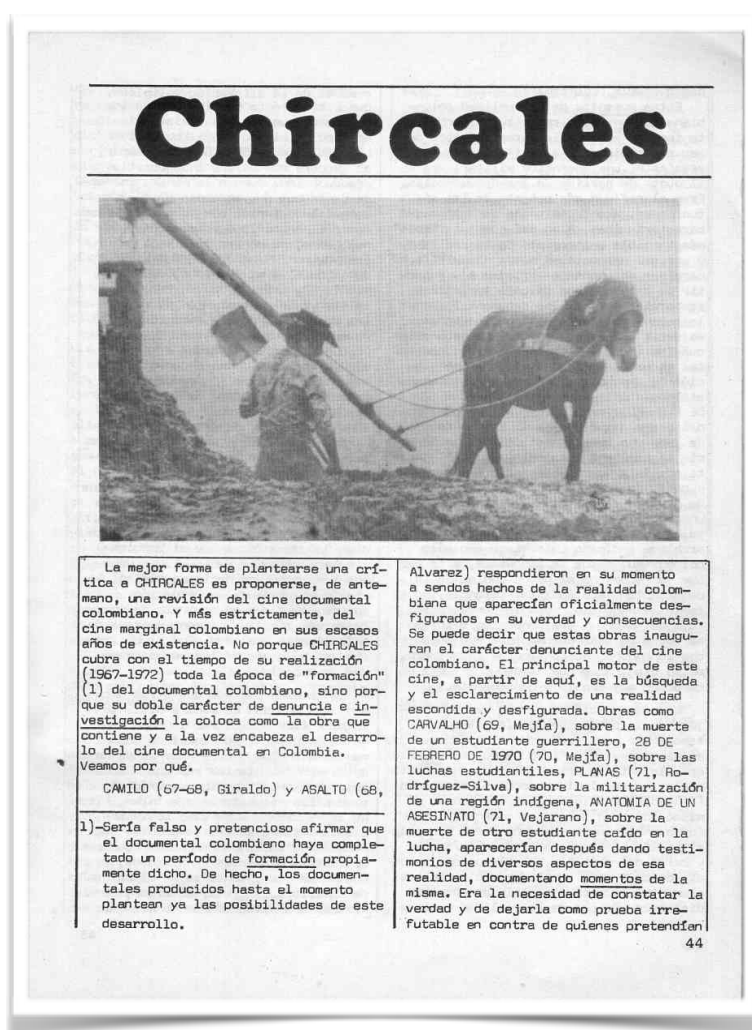 Chircales
La mejor forma de plantearse una crí-
tica a CHIRCALES es proponerse, de ante-
mano, una revisión del cine documental
colombiano. Y más estrictamente, del
cine marginal colombiano en sus escasos
años de existencia. No porque CHIRCALES
cubra con el tiempo de su realización
(1967-1972) toda la época de "formación"
(1) del documental colombiano, sino por-
que su doble carácter de denuncia e in-
vestigación la coloca como la obra que
contiene y a la vez encabeza el desarro-
lo del cine documental en Colombia.
Veamos por qué.
CAMILO (67-68, Giraldo) y ASALTO (68,
1)-Sería falso y pretencioso afirmar que
el documental colombiano haya comple-
tado un período de formación propia-
mente dicho. De hecho, los documen-
tales producidos hasta el momento
plantean ya las posibilidades de este
desarrollo.
Alvarez) respondieron en su momento
a sendos hechos de la realidad colom-
biana que aparecían oficialmente des-
figurados en su verdad y consecuencias.
Se puede decir que estas obras inaugu-
ran el carácter denunciante del cine
colombiano. El principal motor de este
cine, a partir de aquí, es la búsqueda
y el esclarecimiento de una realidad
escondida y desfigurada. Obras como
CARVALHO (69, Mejía), sobre la muerte
de un estudiante guerrillero, 28 DE
FEBRERO DE 1970 (70, Mejía), sobre las
luchas estudiantiles, PLANAS (71, Ro-
dríguez-Silva), sobre la militarización
de una región indígena, ANATOMIA DE UN
ASESINATO (71, Vejarano), sobre la
muerte de otro estudiante caído en la
lucha, aparecerían después dando testi-
monios de diversos aspectos de esa
realidad, documentando momentos de la
misma. Era la necesidad de constatar la
verdad y de dejarla como prueba irre-
futable en contra de quienes pretendían
44